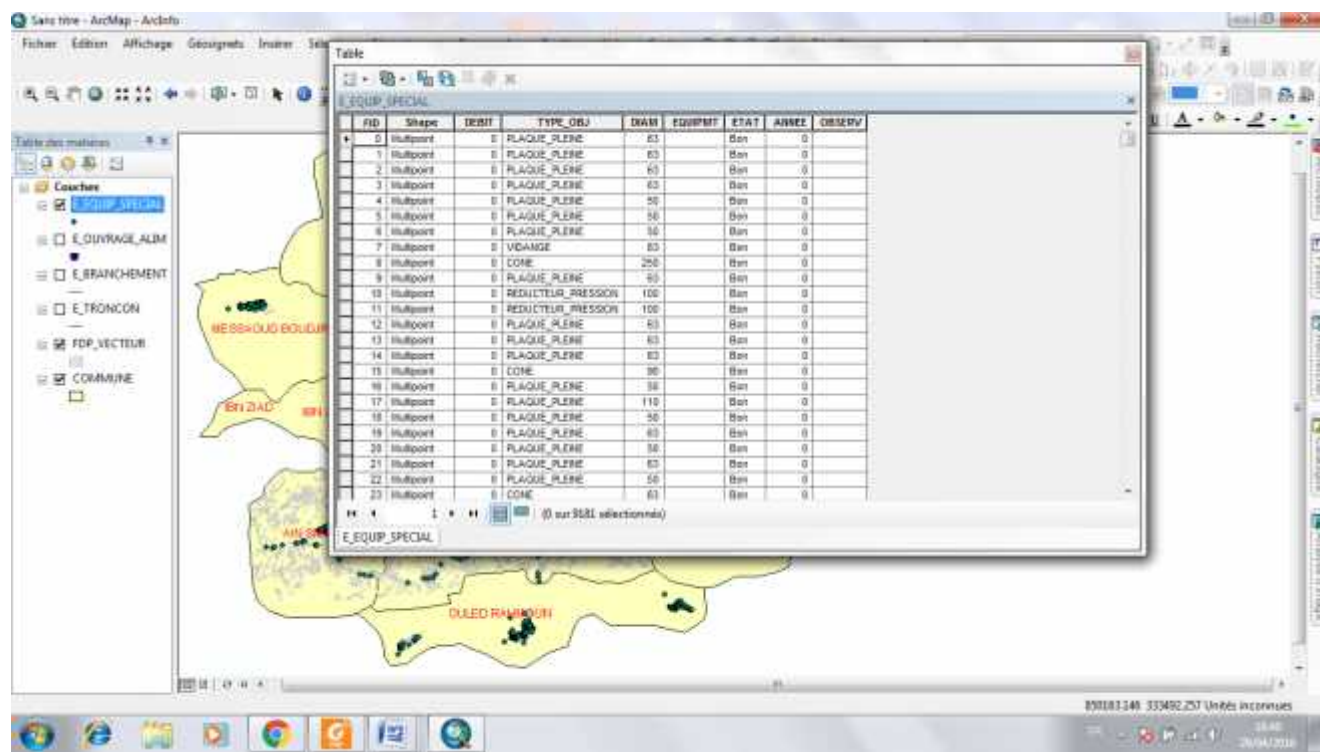 Sans titre - ArcMap - ArcInfo
Fichier Edition Affichage Géosignets Insérer
Table
E_EQUIP_SPECIAL
FID Shape DEBIT TYPE_OBJ DIAM EQUIPMT ETAT ANNEE OBSERV
0 Multipoint 0 PLAQUE_PLEINE 63 Bon 0
1 Multipoint 0 PLAQUE_PLEINE 63 Bon 0
2 Multipoint 0 PLAQUE_PLEINE 63 Bon 0
3 Multipoint 0 PLAQUE_PLEINE 63 Bon 0
4 Multipoint 0 PLAQUE_PLEINE 50 Bon 0
5 Multipoint 0 PLAQUE_PLEINE 50 Bon 0
6 Multipoint 0 PLAQUE_PLEINE 50 Bon 0
7 Multipoint 0 VIDANGE 83 Bon 0
8 Multipoint 0 CONE 250 Bon 0
9 Multipoint 0 PLAQUE_PLEINE 63 Bon 0
10 Multipoint 0 REDUCTEUR_PRESSION 100 Bon 0
11 Multipoint 0 REDUCTEUR_PRESSION 100 Bon 0
12 Multipoint 0 PLAQUE_PLEINE 63 Bon 0
13 Multipoint 0 PLAQUE_PLEINE 63 Bon 0
14 Multipoint 0 PLAQUE_PLEINE Bon 0
15 Multipoint 0 CONE 90 Bon 0
16 Multipoint 0 PLAQUE_PLEINE 50 Bon 0
17 Multipoint 0 PLAQUE_PLEINE 110 Bon 0
18 Multipoint 0 PLAQUE_PLEINE 50 Bon 0
19 Multipoint 0 PLAQUE_PLEINE 63 Bon 0
20 Multipoint 0 PLAQUE_PLEINE 50 Bon 0
21 Multipoint 0 PLAQUE_PLEINE 63 Bon 0
22 Multipoint 0 PLAQUE_PLEINE 50 Bon 0
23 Multipoint 0 CONE 63 Bon 0
1 (0 sur 9181 sélectionnés)
E_EQUIP_SPECIAL
Table des matières
Couches
E_EQUIP_SPECIAL
E_OUVRAGE_ALIM
E_BRANCHEMENT
E_TRONCON
FDP_VECTEUR
COMMUNE
MESSAOUD BOUDJ
IBN ZIAD
IBN
AIN S
OULED RAHMOUN
850183.146 333492,257 Unités inconnues